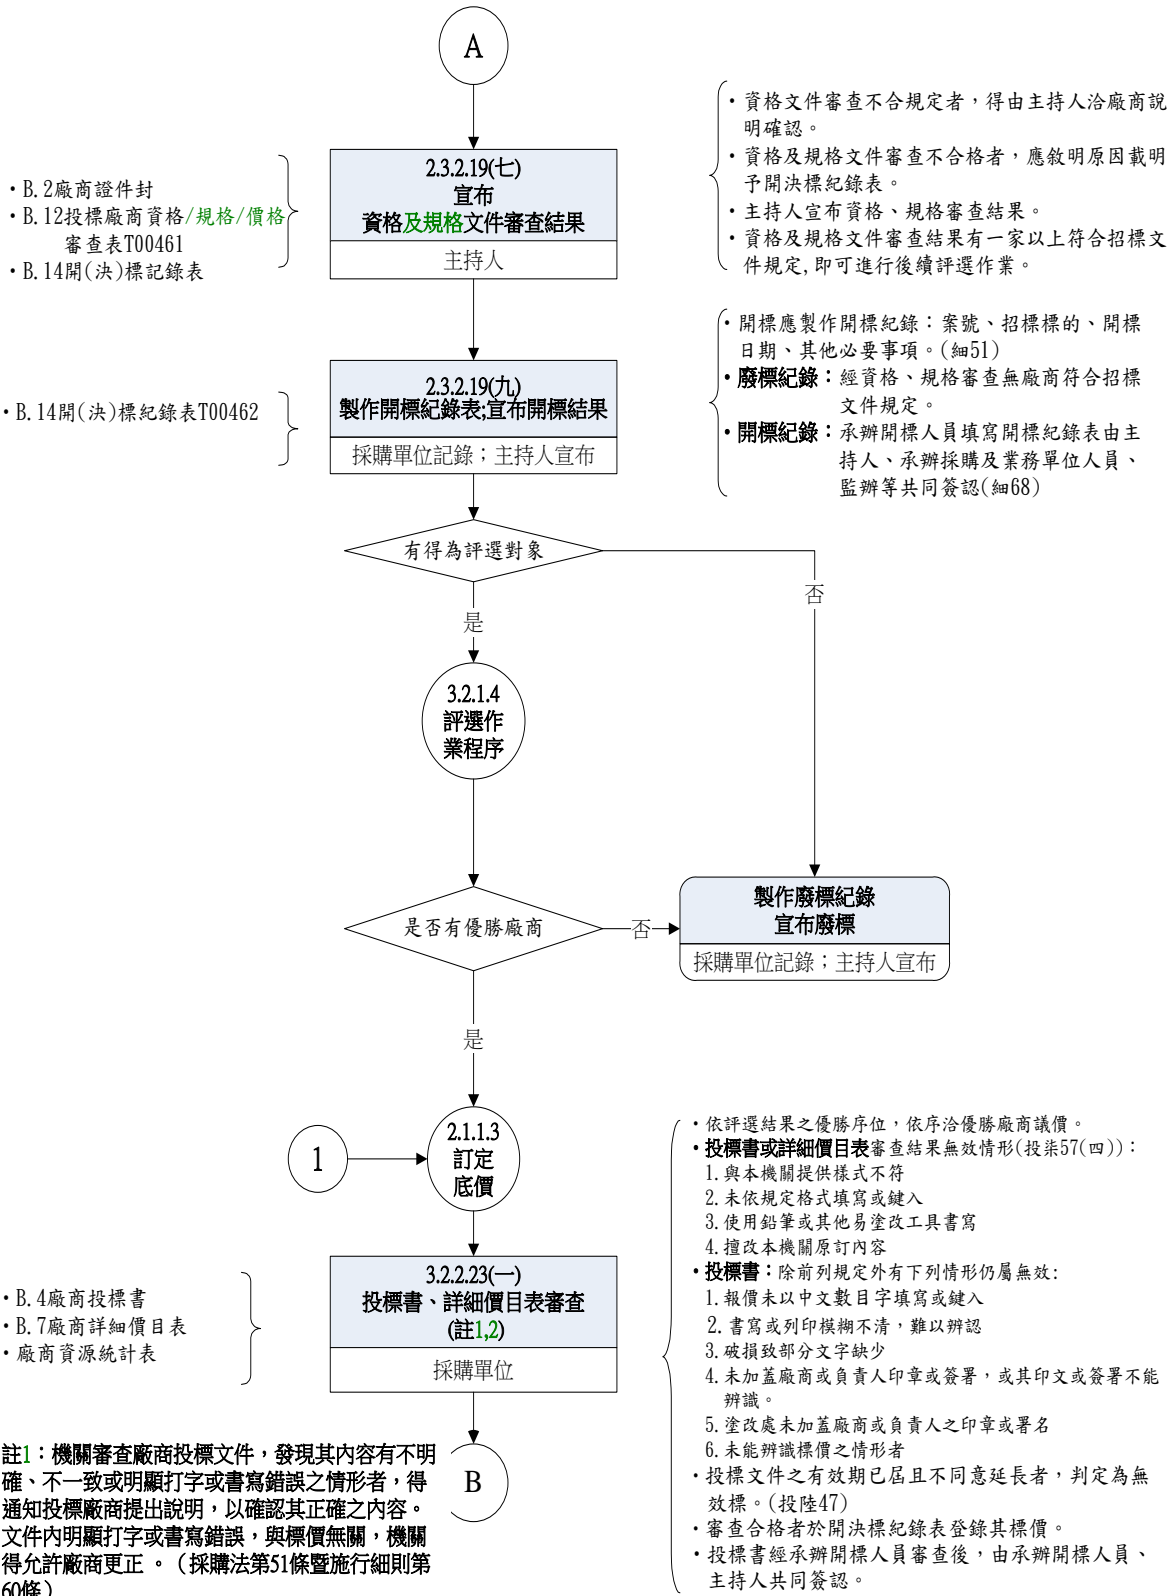 A
・B.2廠商證件封
・B.12投標廠商資格/規格/價格
審查表T00461
・B.14開(決)標記錄表
2.3.2.19(七)
宣布
資格及規格文件審查結果
主持人
・資格文件審查不合規定者，得由主持人洽廠商說
明確認。
・資格及規格文件審查不合格者，應敘明原因載明
予開決標紀錄表。
・主持人宣布資格、規格審查結果。
・資格及規格文件審查結果有一家以上符合招標文
件規定,即可進行後續評選作業。
・B.14開(決)標紀錄表T00462
2.3.2.19(九)
製作開標紀錄表;宣布開標結果
採購單位記錄；主持人宣布
・開標應製作開標紀錄：案號、招標標的、開標
日期、其他必要事項。(細51)
・廢標紀錄：經資格、規格審查無廠商符合招標
文件規定。
・開標紀錄：承辦開標人員填寫開標紀錄表由主
持人、承辦採購及業務單位人員、
監辦等共同簽認(細68)
有得為評選對象
否
是
3.2.1.4
評選作
業程序
是否有優勝廠商
否
製作廢標紀錄
宣布廢標
採購單位記錄；主持人宣布
是
1
2.1.1.3
訂定
底價
・B.4廠商投標書
・B.7廠商詳細價目表
・廠商資源統計表
3.2.2.23(一)
投標書、詳細價目表審查
(註1,2)
採購單位
B
・依評選結果之優勝序位，依序洽優勝廠商議價。
・投標書或詳細價目表審查結果無效情形(投柒57(四))：
1.與本機關提供樣式不符
2.未依規定格式填寫或鍵入
3.使用鉛筆或其他易塗改工具書寫
4.擅改本機關原訂內容
・投標書：除前列規定外有下列情形仍屬無效:
1.報價未以中文數目字填寫或鍵入
2.書寫或列印模糊不清，難以辨認
3.破損致部分文字缺少
4.未加蓋廠商或負責人印章或簽署，或其印文或簽署不能
辨識。
5.塗改處未加蓋廠商或負責人之印章或署名
6.未能辨識標價之情形者
・投標文件之有效期已屆且不同意延長者，判定為無
效標。(投陸47)
・審查合格者於開決標紀錄表登錄其標價。
・投標書經承辦開標人員審查後，由承辦開標人員、
主持人共同簽認。
註1：機關審查廠商投標文件，發現其內容有不明
確、不一致或明顯打字或書寫錯誤之情形者，得
通知投標廠商提出說明，以確認其正確之內容。
文件內明顯打字或書寫錯誤，與標價無關，機關
得允許廠商更正 。（採購法第51條暨施行細則第
60條）